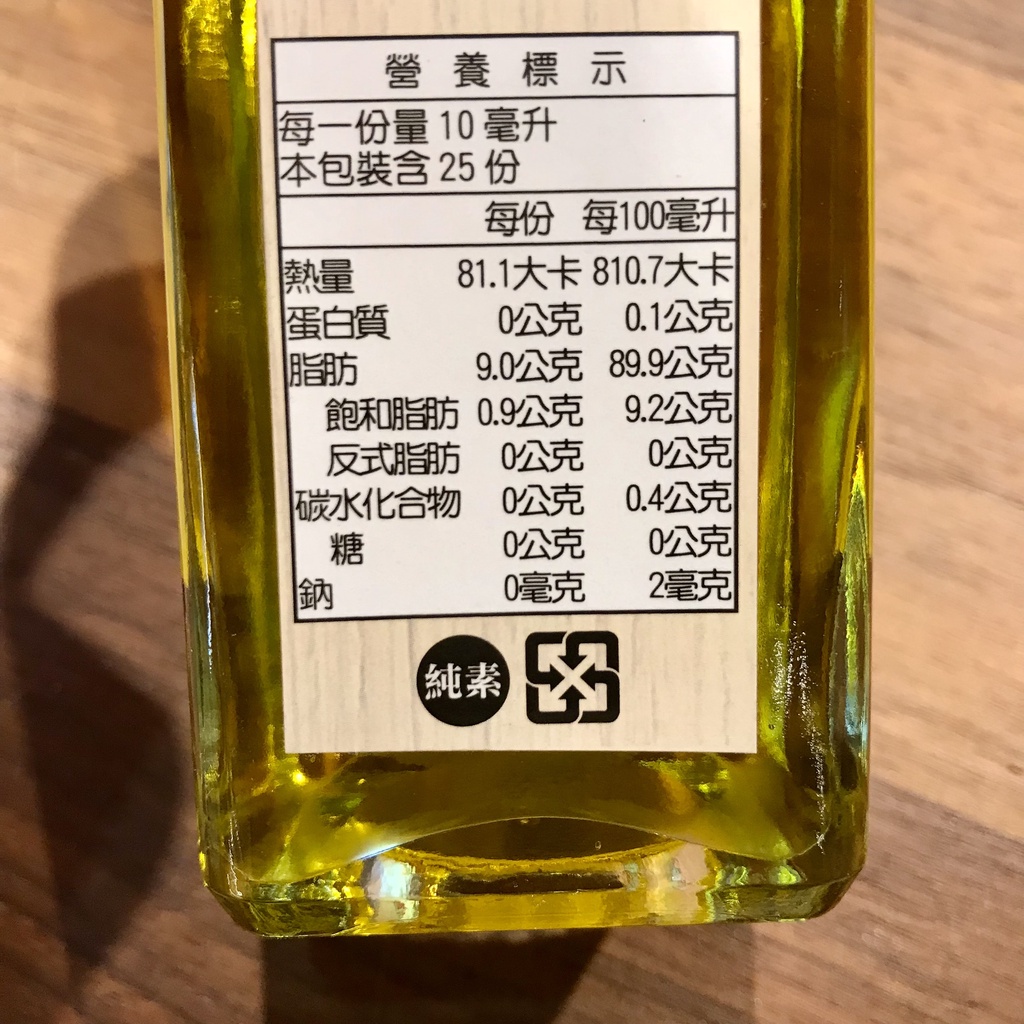 營養標示
每一份量 10 毫升
本包裝含 25 份
每份 每100毫升
熱量 81.1大卡 810.7大卡
蛋白質 0公克 0.1公克
脂肪 9.0公克 89.9公克
飽和脂肪 0.9公克 9.2公克
反式脂肪 0公克 0公克
碳水化合物 0公克 0.4公克
糖 0公克 0公克
鈉 0毫克 2毫克
純素